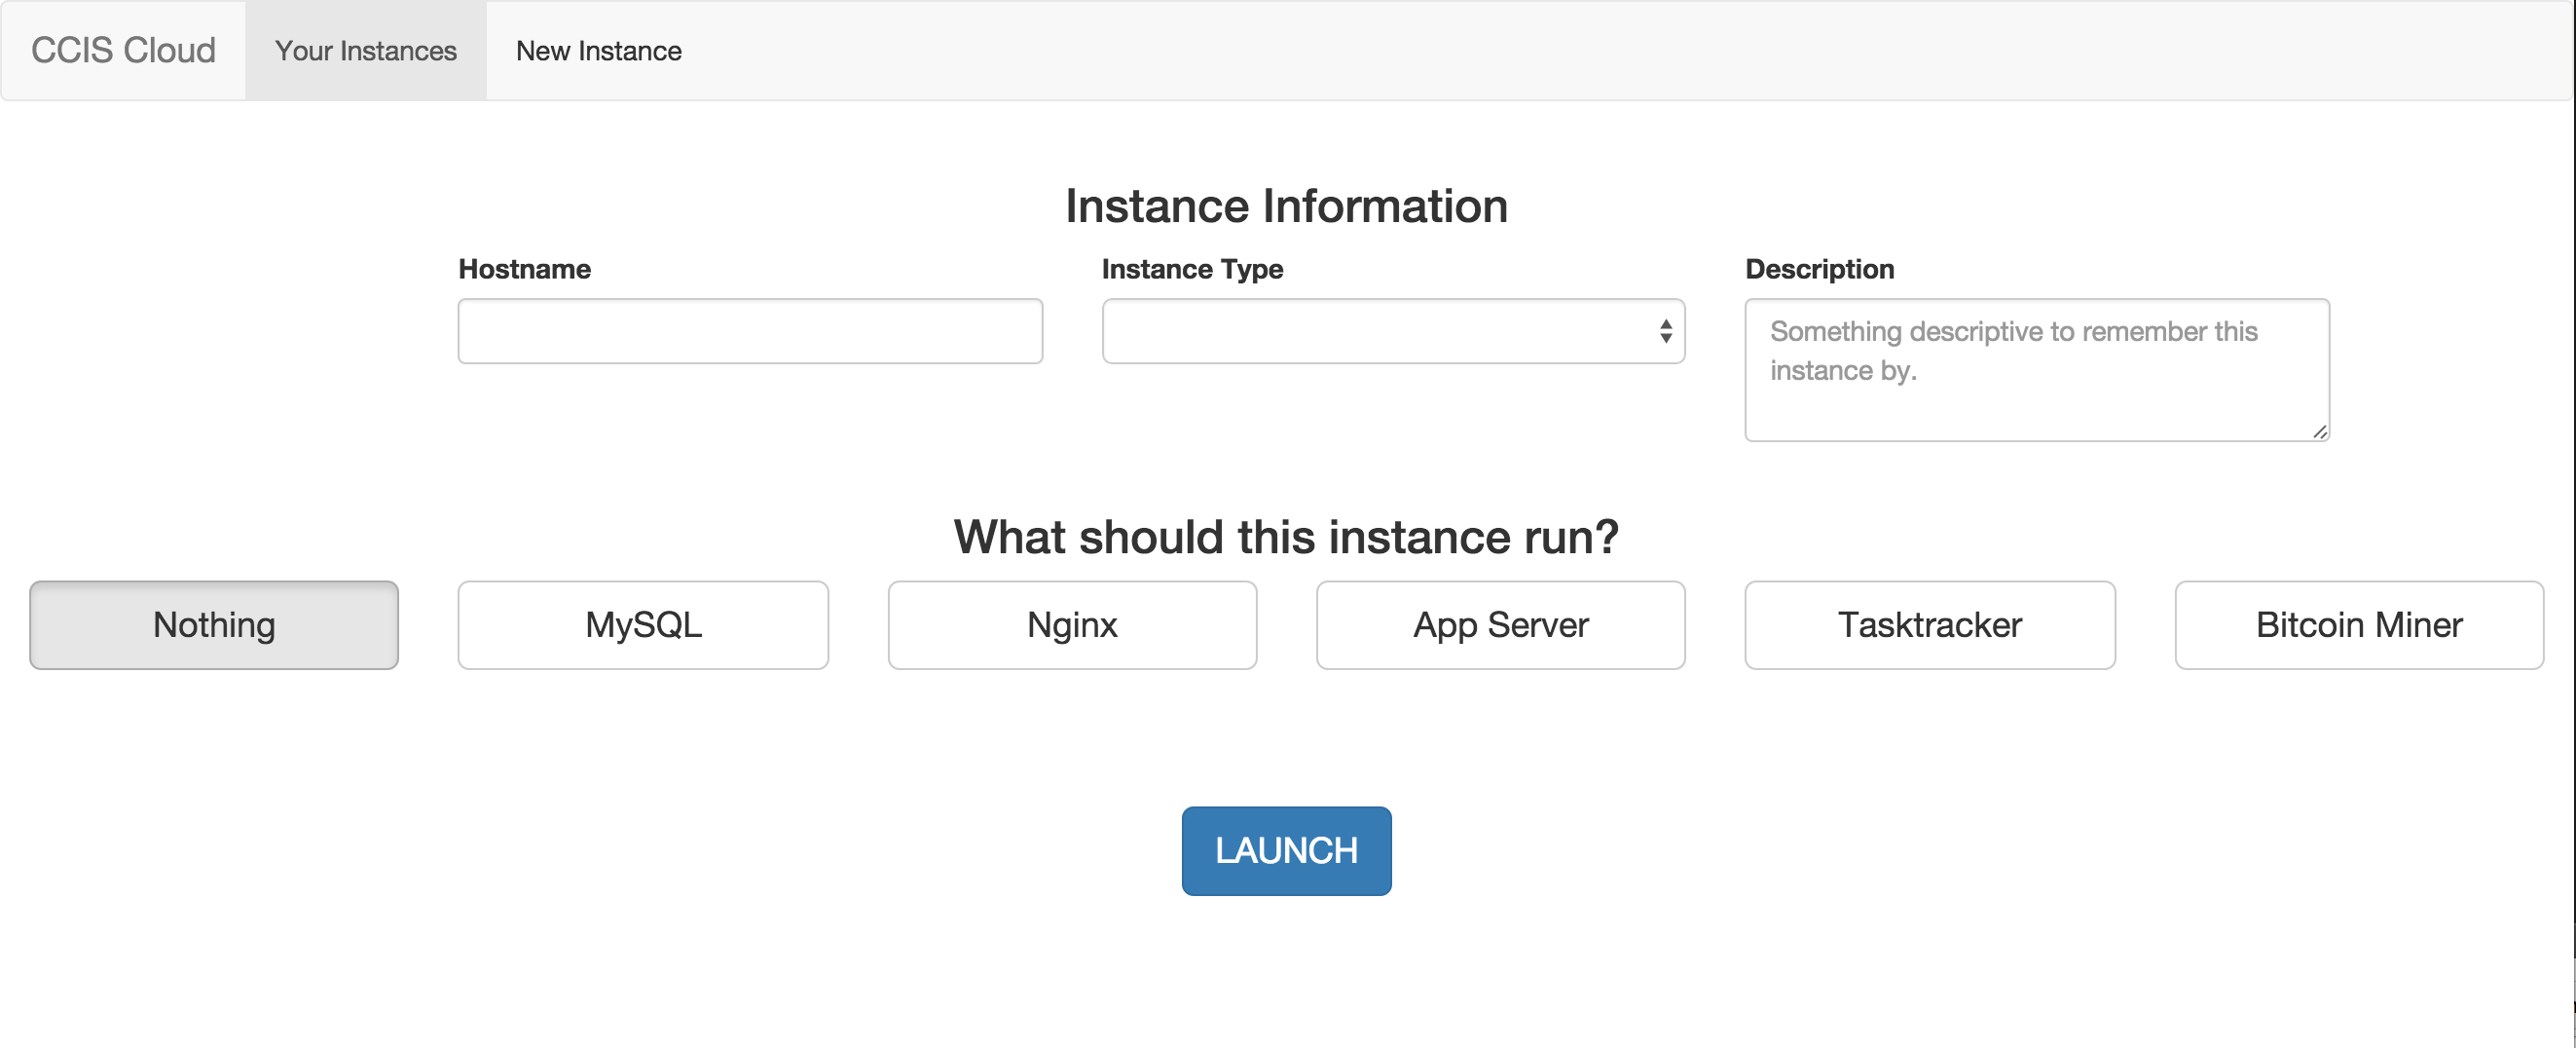 CCIS Cloud Your Instances New Instance
Instance Information
Hostname Instance Type Description
Something descriptive to remember this
instance by.
What should this instance run?
Nothing MySQL Nginx App Server Tasktracker Bitcoin Miner
LAUNCH